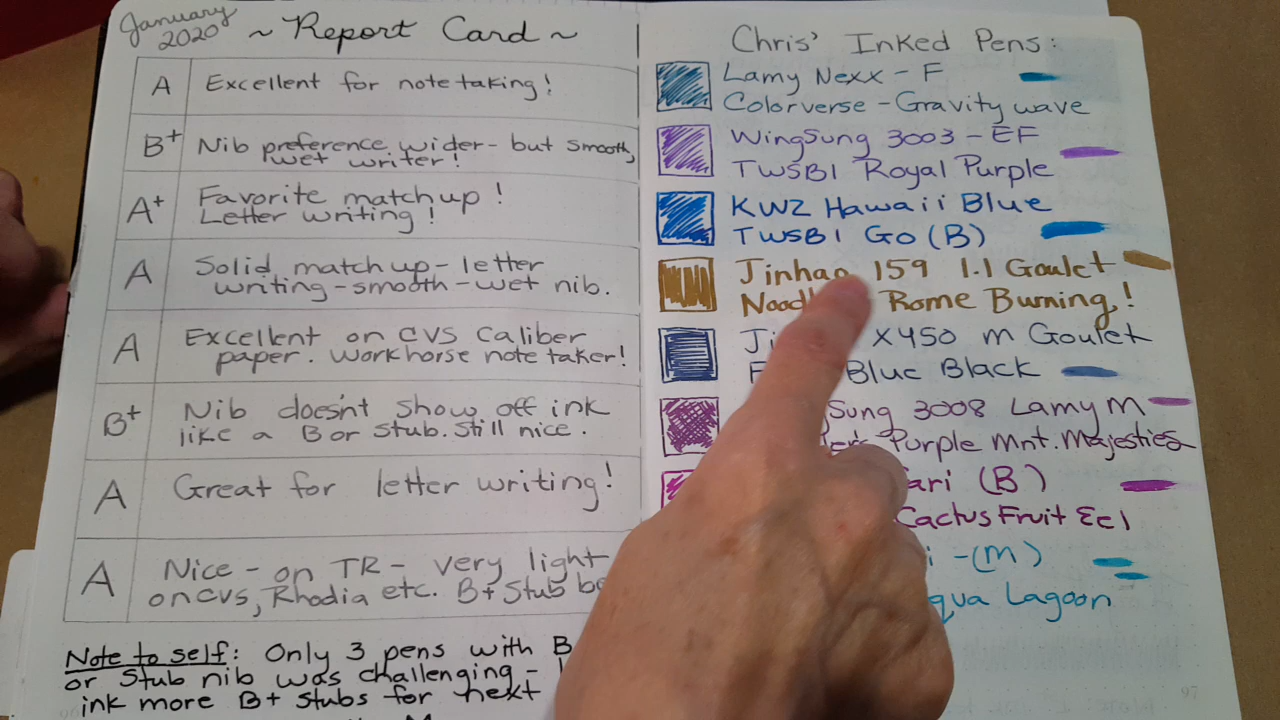 January
2020
~ Report Card ~
A
Excellent for note taking!
B+
Nib preference wider - but smooth,
wet writer!
A+
Favorite match up!
Letter writing!
A
Solid match up - letter
writing - smooth - wet nib.
A
Excellent on CVS Caliber
paper. Workhorse note taker!
B+
Nib doesn't show off ink
like a B or Stub. Still nice.
A
Great for letter writing!
A
Nice - on TR - very light
on CVS, Rhodia etc. B + Stub
Note to self: Only 3 pens with B
or Stub nib was challenging -
ink more B + Stubs for next
Chris' Inked Pens:
Lamy Nexx - F
Colorverse - Gravity wave
WingSung 3003 - EF
TWSBI Royal Purple
KWZ Hawaii Blue
TWSBI GO (B)
Jinhao 159 1.1 Goulet
Rome Burning!
X450 M Goulet
Blue Black
Sung 3008 Lamy M
Purple Mnt. Majesties
(B)
Cactus Fruit Eel
-(M)
Lagoon
97